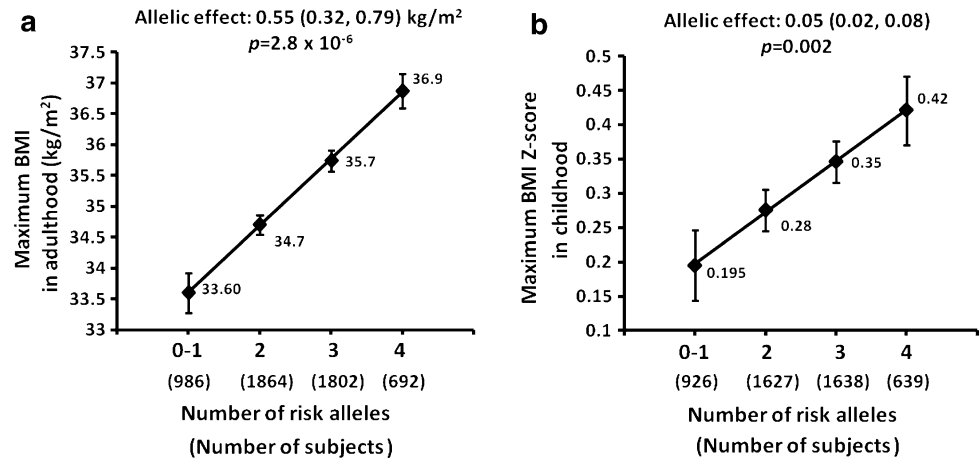 a
Allelic effect: 0.55 (0.32, 0.79) kg/m²
p=2.8 x 10⁻⁶
Maximum BMI
in adulthood (kg/m²)
37.5
37
36.5
36
35.5
35
34.5
34
33.5
33
36.9
35.7
34.7
33.60
0-1 2 3 4
(986) (1864) (1802) (692)
Number of risk alleles
(Number of subjects)
b
Allelic effect: 0.05 (0.02, 0.08)
p=0.002
Maximum BMI Z-score
in childhood
0.5
0.45
0.4
0.35
0.3
0.25
0.2
0.15
0.1
0.42
0.35
0.28
0.195
0-1 2 3 4
(926) (1627) (1638) (639)
Number of risk alleles
(Number of subjects)